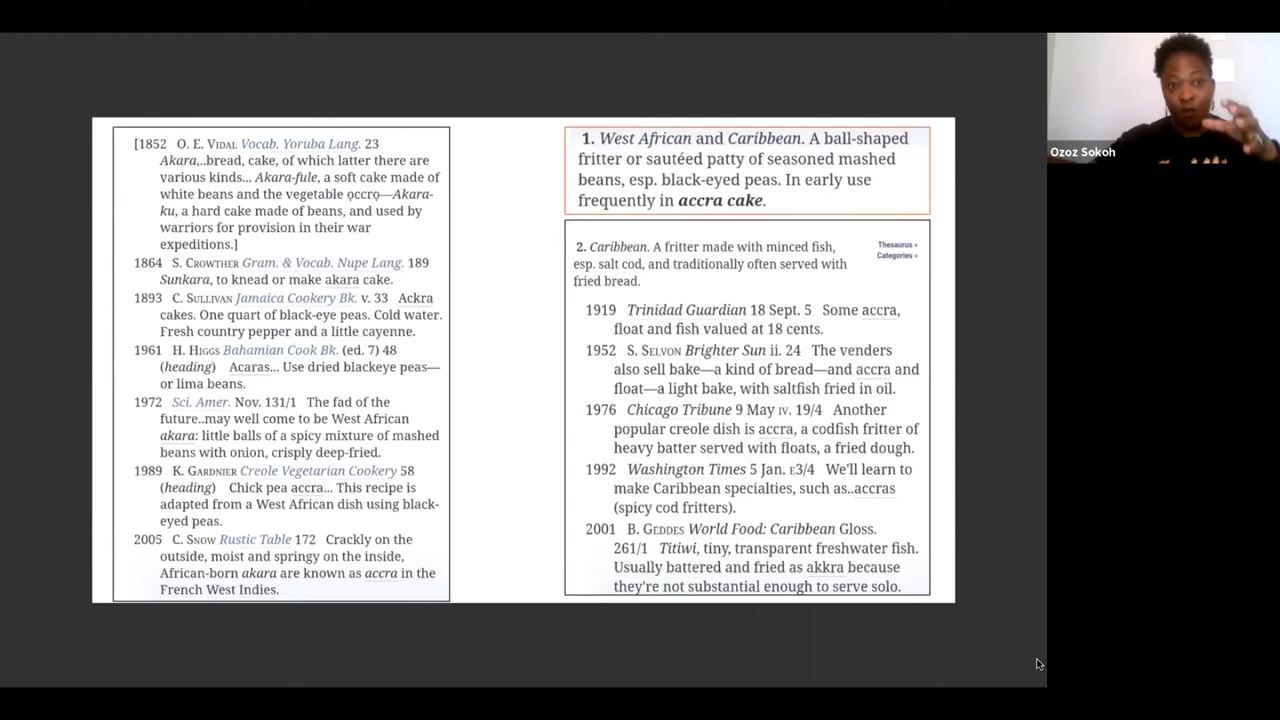 [1852 O. E. VIDAL Vocab. Yoruba Lang. 23
Akara,..bread, cake, of which latter there are
various kinds... Akara-fule, a soft cake made of
white beans and the vegetable ọccrọ—Akara-
ku, a hard cake made of beans, and used by
warriors for provision in their war
expeditions.]
1864 S. CROWTHER Gram. & Vocab. Nupe Lang. 189
Sunkara, to knead or make akara cake.
1893 C. SULLIVAN Jamaica Cookery Bk. v. 33 Ackra
cakes. One quart of black-eye peas. Cold water.
Fresh country pepper and a little cayenne.
1961 H. HIGGS Bahamian Cook Bk. (ed. 7) 48
(heading) Acaras... Use dried blackeye peas—
or lima beans.
1972 Sci. Amer. Nov. 131/1 The fad of the
future..may well come to be West African
akara: little balls of a spicy mixture of mashed
beans with onion, crisply deep-fried.
1989 K. GARDNIER Creole Vegetarian Cookery 58
(heading) Chick pea accra... This recipe is
adapted from a West African dish using black-
eyed peas.
2005 C. SNOW Rustic Table 172 Crackly on the
outside, moist and springy on the inside,
African-born akara are known as accra in the
French West Indies.
1. West African and Caribbean. A ball-shaped
fritter or sautéed patty of seasoned mashed
beans, esp. black-eyed peas. In early use
frequently in accra cake.
2. Caribbean. A fritter made with minced fish,
esp. salt cod, and traditionally often served with
fried bread.
Thesaurus »
Categories »
1919 Trinidad Guardian 18 Sept. 5 Some accra,
float and fish valued at 18 cents.
1952 S. SELVON Brighter Sun ii. 24 The venders
also sell bake—a kind of bread—and accra and
float—a light bake, with saltfish fried in oil.
1976 Chicago Tribune 9 May IV. 19/4 Another
popular creole dish is accra, a codfish fritter of
heavy batter served with floats, a fried dough.
1992 Washington Times 5 Jan. E3/4 We'll learn to
make Caribbean specialties, such as..accras
(spicy cod fritters).
2001 B. GEDDES World Food: Caribbean Gloss.
261/1 Titiwi, tiny, transparent freshwater fish.
Usually battered and fried as akkra because
they're not substantial enough to serve solo.
Ozoz Sokoh